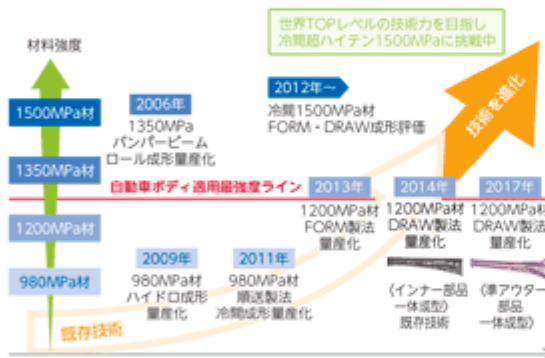 世界TOPレベルの技術力を目指し
冷間超ハイテン1500MPaに挑戦中
材料強度
技術を進化
1500MPa材
1350MPa材
1200MPa材
980MPa材
2006年
1350MPa
バンパービーム
ロール成形量産化
2012年～
冷間1500MPa材
FORM・DRAW成形評価
自動車ボディ適用最強度ライン
2013年
1200MPa材
FORM製法
量産化
2014年
1200MPa材
DRAW製法
量産化
〈インナー部品
一体成型〉
既存技術
2017年
1200MPa材
DRAW製法
量産化
〈準アウター
部品
一体成型〉
2009年
980MPa材
ハイドロ成形
量産化
2011年
980MPa材
順送製法
冷間成形量産化
既存技術